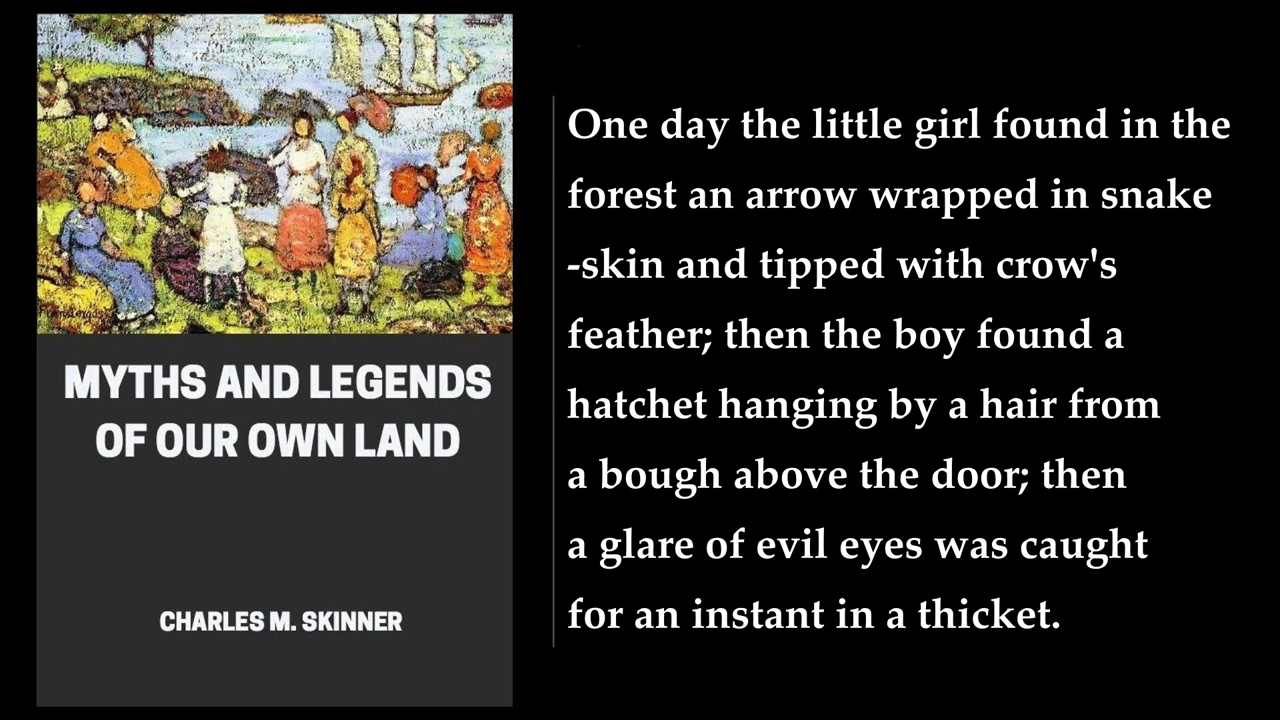 MYTHS AND LEGENDS
OF OUR OWN LAND
CHARLES M. SKINNER
One day the little girl found in the
forest an arrow wrapped in snake
-skin and tipped with crow's
feather; then the boy found a
hatchet hanging by a hair from
a bough above the door; then
a glare of evil eyes was caught
for an instant in a thicket.